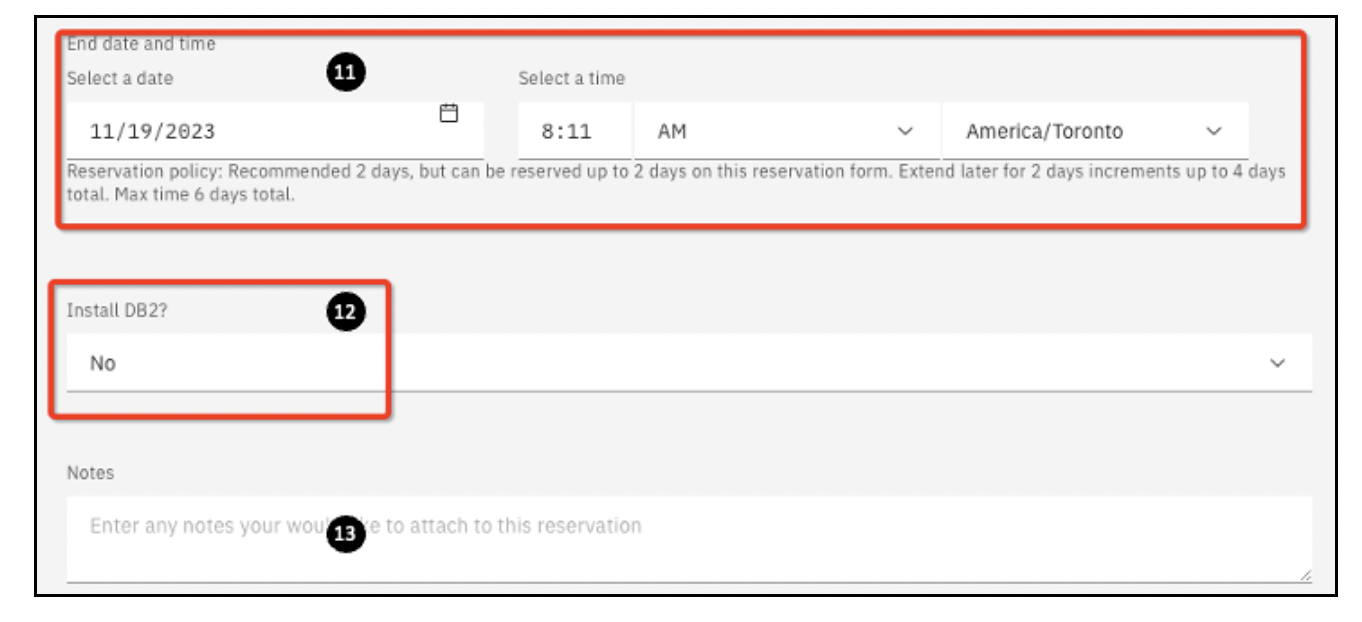 End date and time
Select a date
11
Select a time
11/19/2023
8:11
AM
America/Toronto
Reservation policy: Recommended 2 days, but can be reserved up to 2 days on this reservation form. Extend later for 2 days increments up to 4 days
total. Max time 6 days total.
Install DB2?
12
No
Notes
Enter any notes your to attach to this reservation
13